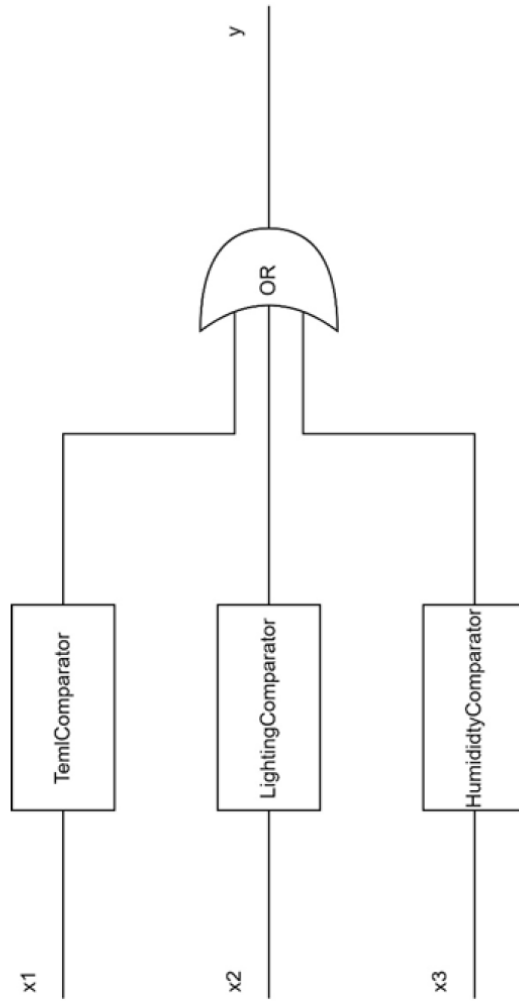 x1
TemlComparator
x2
LightingComparator
x3
HumididtyComparator
OR
y